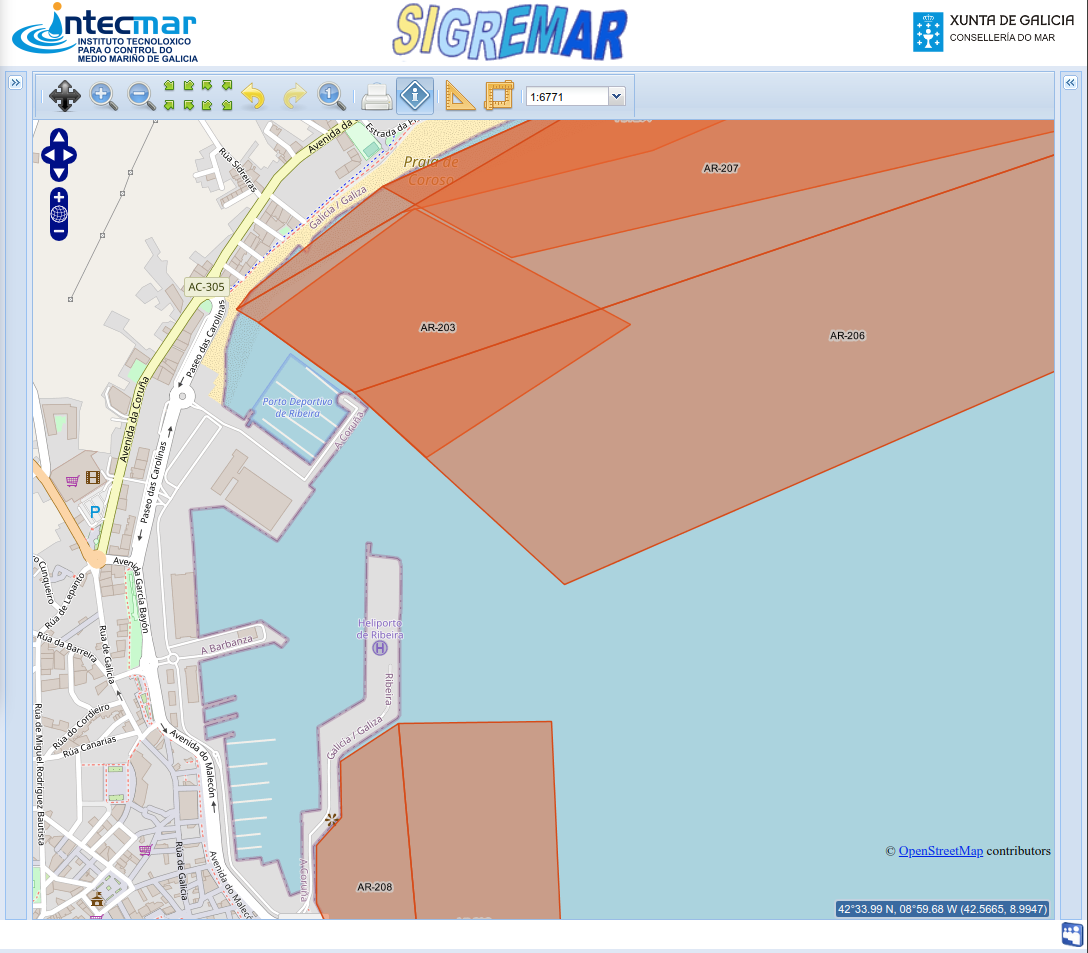 intecmar
INSTITUTO TECNOLOXICO
PARA O CONTROL DO
MEDIO MARIÑO DE GALICIA
SIGREMAR
XUNTA DE GALICIA
CONSELLERÍA DO MAR
1
1:6771
Avenida da
Estrada da
Rúa Sidreiras
Praia de
Coroso
Galicia / Galiza
AR-207
AC-305
AR-203
AR-206
Paseo das Carolinas
Porto Deportivo
de Ribeira
A Coruña
Avenida da Coruña
Paseo das Carolinas
P
Avenida García Bayón
Cunqueiro
Rúa de Lepanto
Rúa da Barreira
Rúa de Galicia
A Barbanza
Heliporto
de Ribeira
H
Ribeira
Galicia / Galiza
Rúa do Cordieiro
Rúa Canarias
Rúa de Miguel Rodríguez Bautista
Avenida do Malecón
Rúa de Galicia
Avenida do Malecó
A Coruña
AR-208
© OpenStreetMap contributors
42°33.99 N, 08°59.68 W (42.5665, 8.9947)